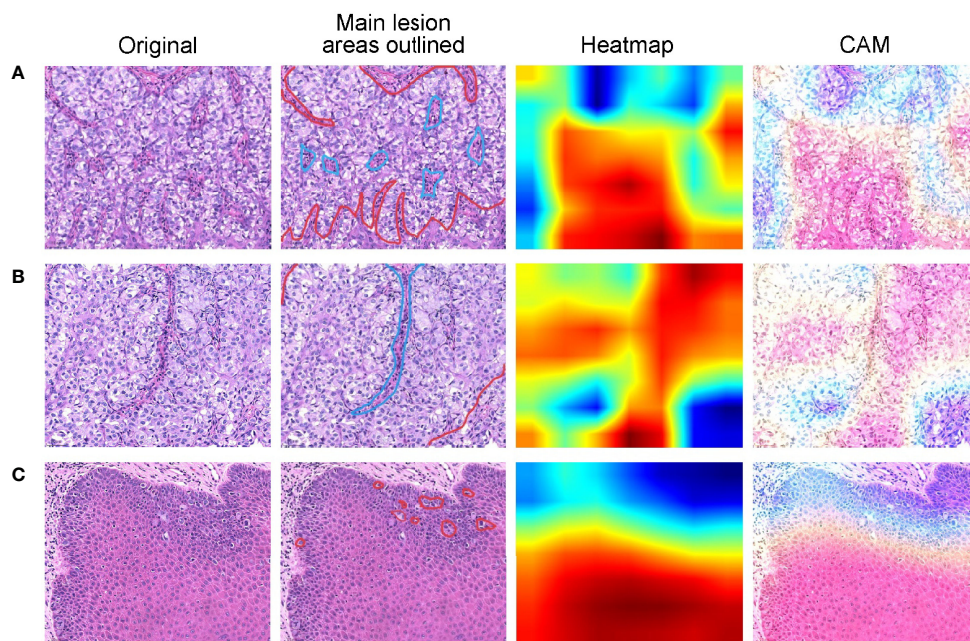 Original
Main lesion
areas outlined
Heatmap
CAM
A
B
C